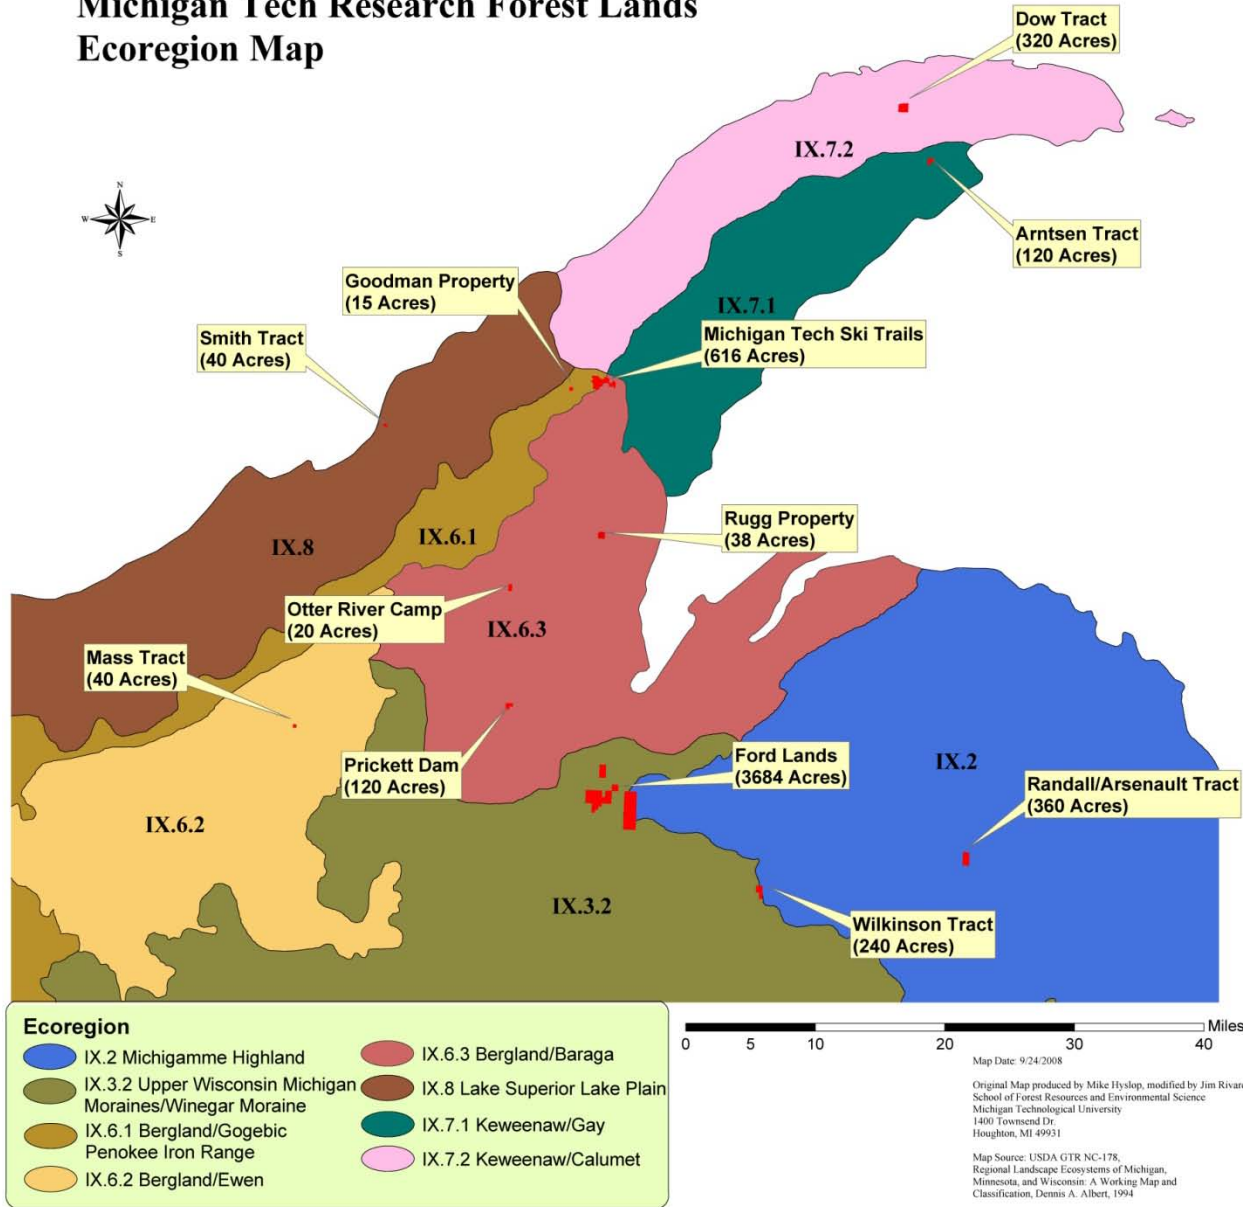 Michigan Tech Research Forest Lands
Ecoregion Map
Dow Tract
(320 Acres)
IX.7.2
N
W
E
S
Arntsen Tract
(120 Acres)
Goodman Property
(15 Acres)
IX.7.1
Smith Tract
(40 Acres)
Michigan Tech Ski Trails
(616 Acres)
Rugg Property
(38 Acres)
IX.8
IX.6.1
Otter River Camp
(20 Acres)
IX.6.3
Mass Tract
(40 Acres)
Prickett Dam
(120 Acres)
Ford Lands
(3684 Acres)
IX.2
Randall/Arsenault Tract
(360 Acres)
IX.6.2
IX.3.2
Wilkinson Tract
(240 Acres)
Ecoregion
IX.2 Michigamme Highland
IX.3.2 Upper Wisconsin Michigan
Moraines/Winegar Moraine
IX.6.1 Bergland/Gogebic
Penokee Iron Range
IX.6.2 Bergland/Ewen
IX.6.3 Bergland/Baraga
IX.8 Lake Superior Lake Plain
IX.7.1 Keweenaw/Gay
IX.7.2 Keweenaw/Calumet
Miles
0 5 10 20 30 40
Map Date: 9/24/2008
Original Map produced by Mike Hyslop, modified by Jim Rivard
School of Forest Resources and Environmental Science
Michigan Technological University
1400 Townsend Dr.
Houghton, MI 49931
Map Source: USDA GTR NC-178,
Regional Landscape Ecosystems of Michigan,
Minnesota, and Wisconsin: A Working Map and
Classification, Dennis A. Albert, 1994